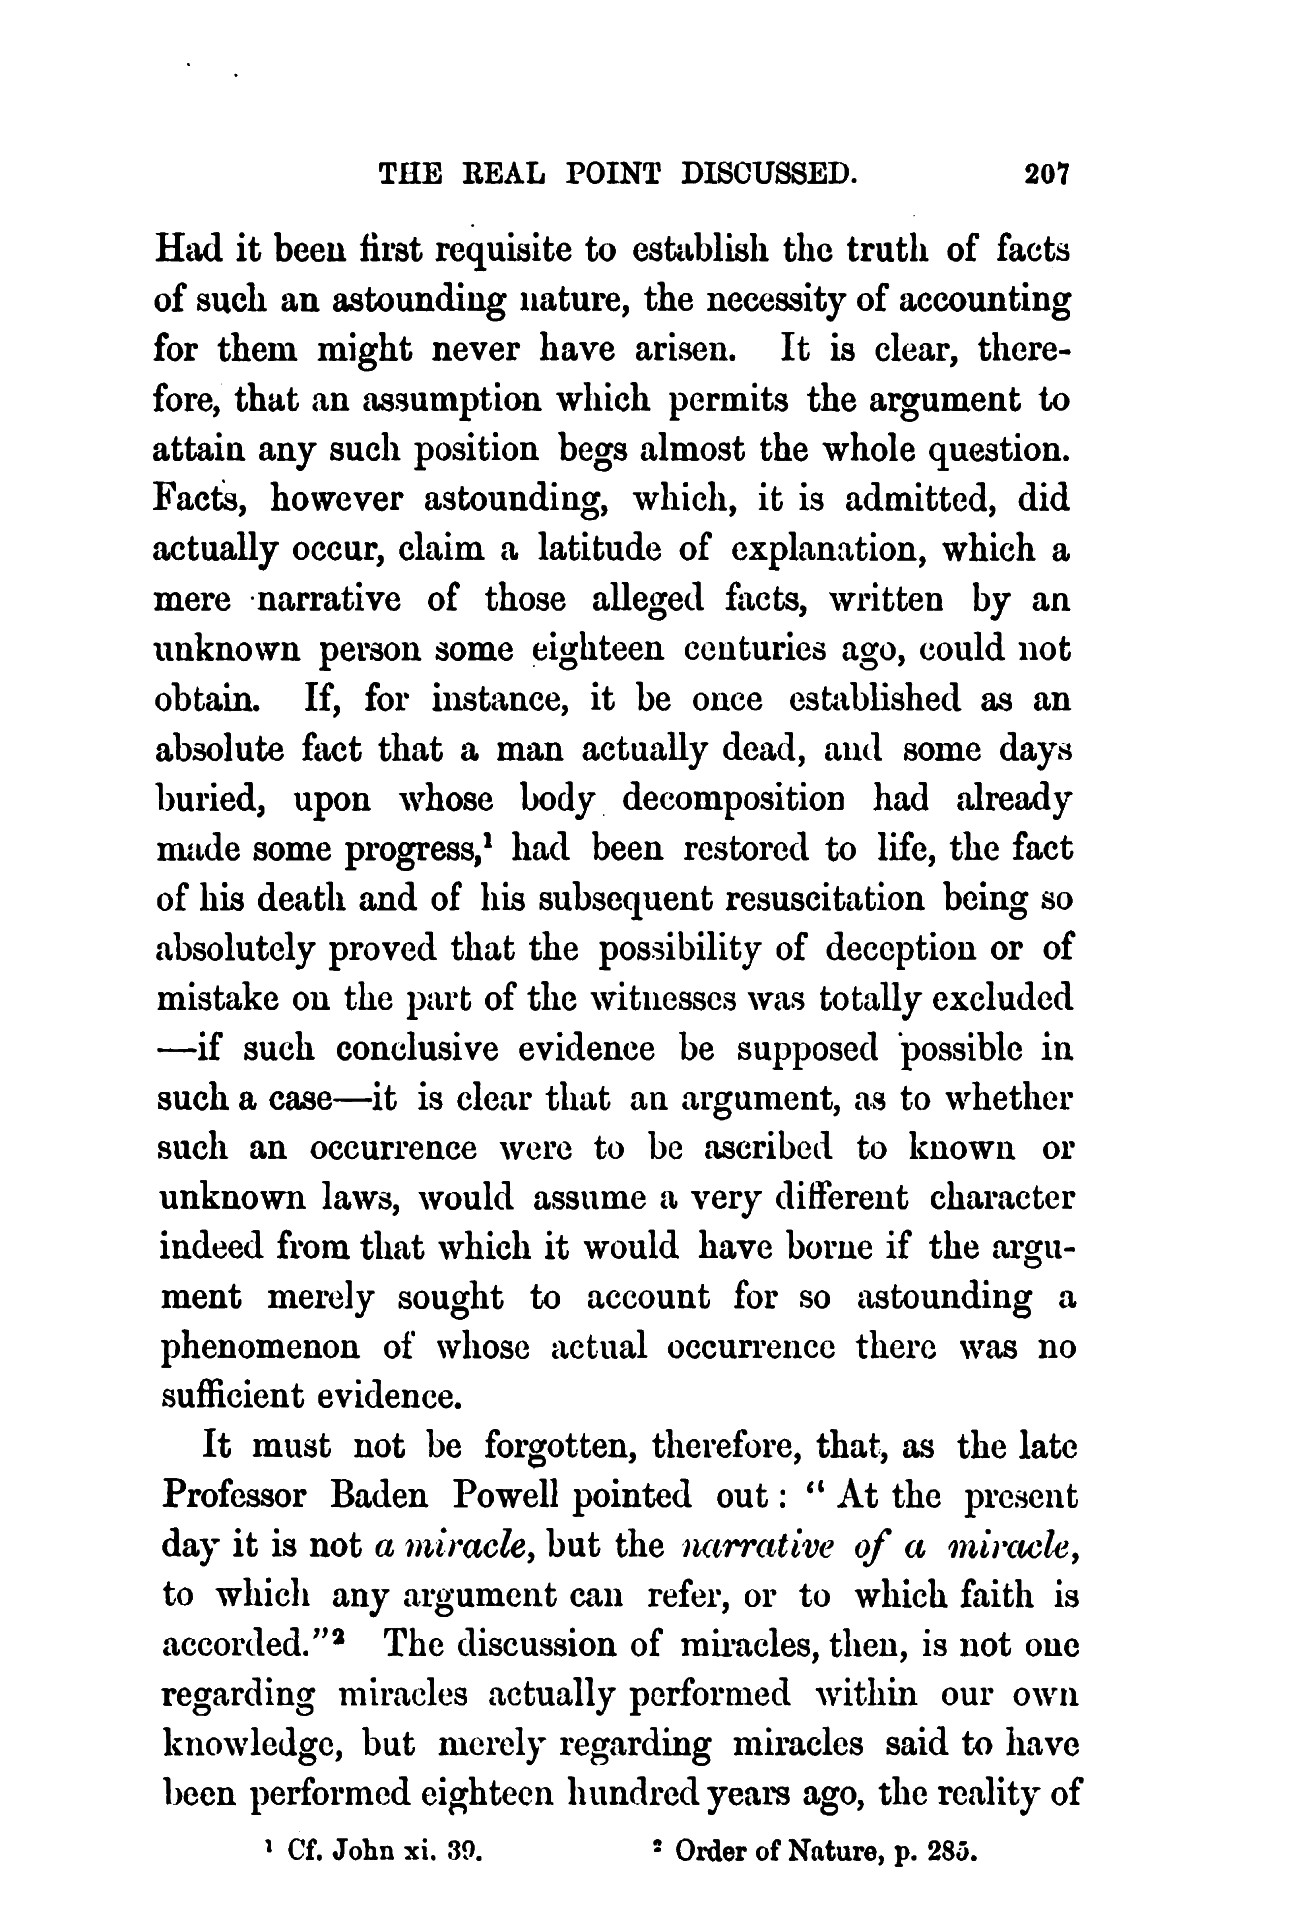 THE REAL POINT DISCUSSED. 207
Had it been first requisite to establish the truth of facts
of such an astounding nature, the necessity of accounting
for them might never have arisen. It is clear, there-
fore, that an assumption which permits the argument to
attain any such position begs almost the whole question.
Facts, however astounding, which, it is admitted, did
actually occur, claim a latitude of explanation, which a
mere narrative of those alleged facts, written by an
unknown person some eighteen centuries ago, could not
obtain. If, for instance, it be once established as an
absolute fact that a man actually dead, and some days
buried, upon whose body decomposition had already
made some progress,¹ had been restored to life, the fact
of his death and of his subsequent resuscitation being so
absolutely proved that the possibility of deception or of
mistake on the part of the witnesses was totally excluded
—if such conclusive evidence be supposed possible in
such a case—it is clear that an argument, as to whether
such an occurrence were to be ascribed to known or
unknown laws, would assume a very different character
indeed from that which it would have borne if the argu-
ment merely sought to account for so astounding a
phenomenon of whose actual occurrence there was no
sufficient evidence.
It must not be forgotten, therefore, that, as the late
Professor Baden Powell pointed out : “ At the present
day it is not a miracle, but the narrative of a miracle,
to which any argument can refer, or to which faith is
accorded.”² The discussion of miracles, then, is not one
regarding miracles actually performed within our own
knowledge, but merely regarding miracles said to have
been performed eighteen hundred years ago, the reality of
¹ Cf. John xi. 39. ² Order of Nature, p. 285.